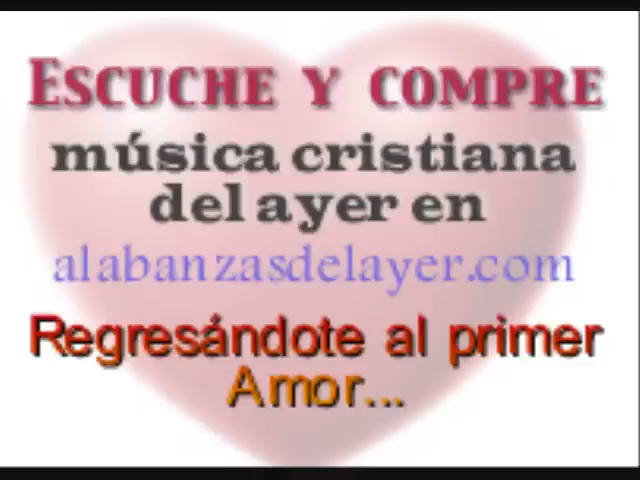 Escuche y compre
música cristiana
del ayer en
alabanzasdelayer.com
Regresándote al primer
Amor...